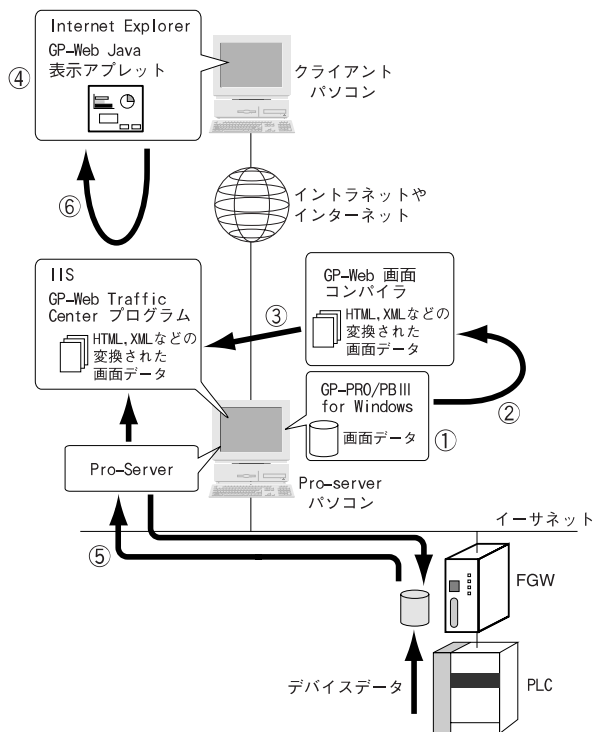 Internet Explorer
GP-Web Java
表示アプレット
④
クライアント
パソコン
⑥
イントラネットや
インターネット
IIS
GP-Web Traffic
Center プログラム
HTML,XMLなどの
変換された
画面データ
③
GP-Web 画面
コンパイラ
HTML,XMLなどの
変換された
画面データ
②
GP-PRO/PBⅢ
for Windows
画面データ
①
Pro-Server
Pro-server
パソコン
イーサネット
⑤
FGW
デバイスデータ
PLC